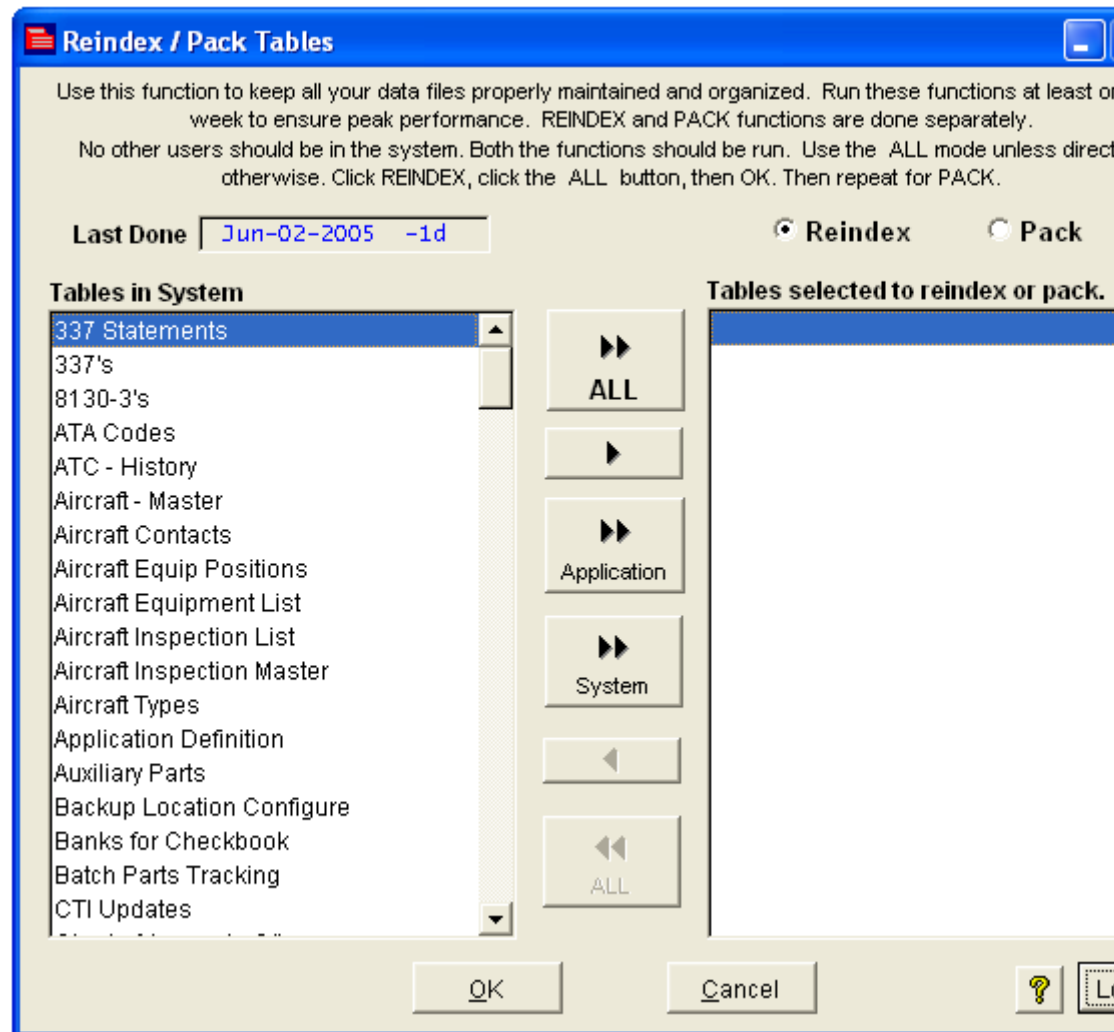 Reindex / Pack Tables
Use this function to keep all your data files properly maintained and organized. Run these functions at least
week to ensure peak performance. REINDEX and PACK functions are done separately.
No other users should be in the system. Both the functions should be run. Use the ALL mode unless
otherwise. Click REINDEX, click the ALL button, then OK. Then repeat for PACK.
Last Done Jun-02-2005 -1d
Reindex Pack
Tables in System
337 Statements
337's
8130-3's
ATA Codes
ATC - History
Aircraft - Master
Aircraft Contacts
Aircraft Equip Positions
Aircraft Equipment List
Aircraft Inspection List
Aircraft Inspection Master
Aircraft Types
Application Definition
Auxiliary Parts
Backup Location Configure
Banks for Checkbook
Batch Parts Tracking
CTI Updates
ALL
Application
System
ALL
Tables selected to reindex or pack.
OK
Cancel
?